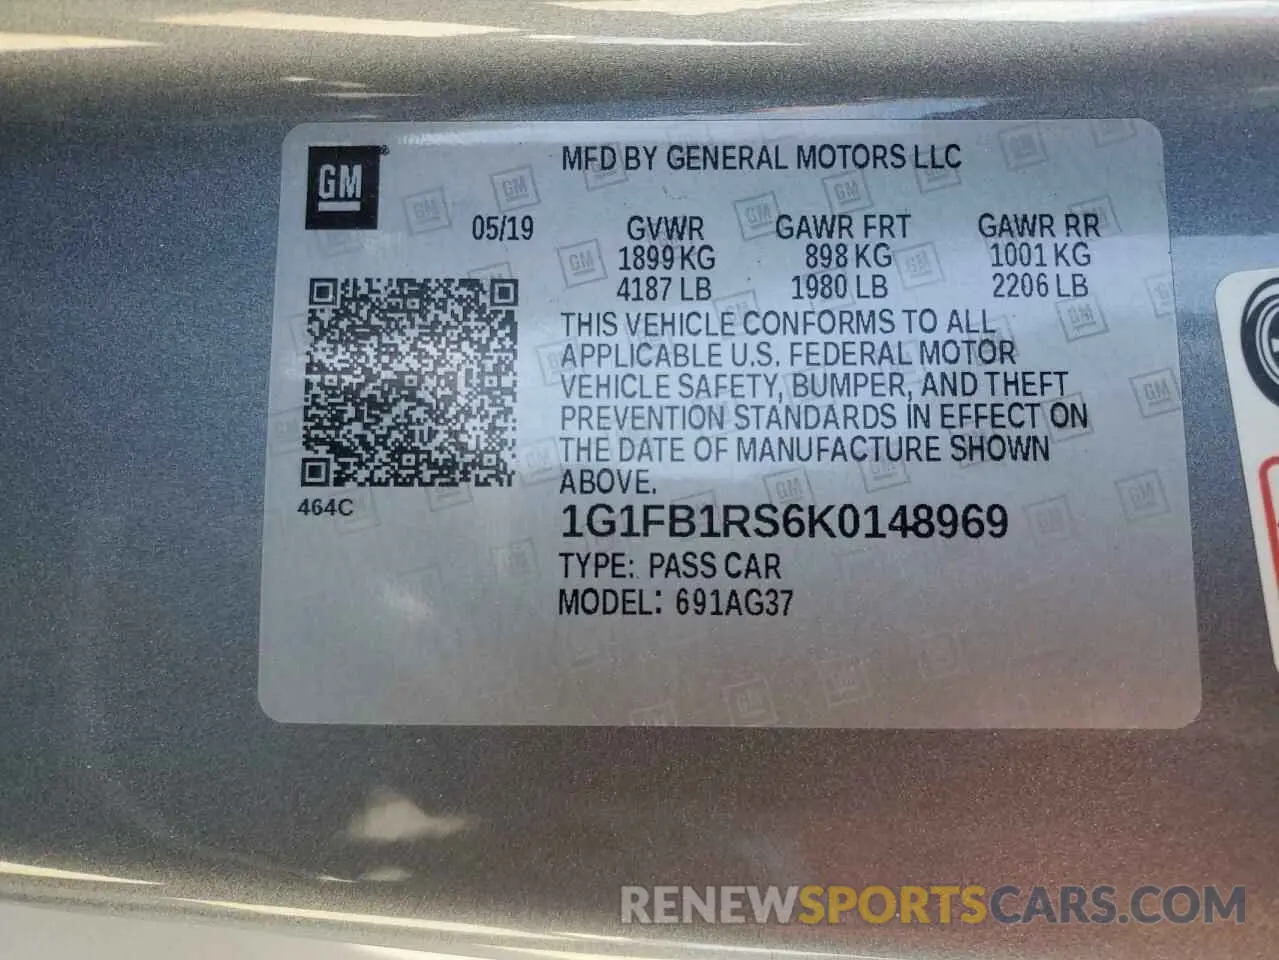 GM
MFD BY GENERAL MOTORS LLC
05/19 GVWR GAWR FRT GAWR RR
1899 KG 898 KG 1001 KG
4187 LB 1980 LB 2206 LB
THIS VEHICLE CONFORMS TO ALL
APPLICABLE U.S. FEDERAL MOTOR
VEHICLE SAFETY, BUMPER, AND THEFT
PREVENTION STANDARDS IN EFFECT ON
THE DATE OF MANUFACTURE SHOWN
ABOVE.
464C
1G1FB1RS6K0148969
TYPE: PASS CAR
MODEL: 691AG37
RENEWSPORTSCARS.COM